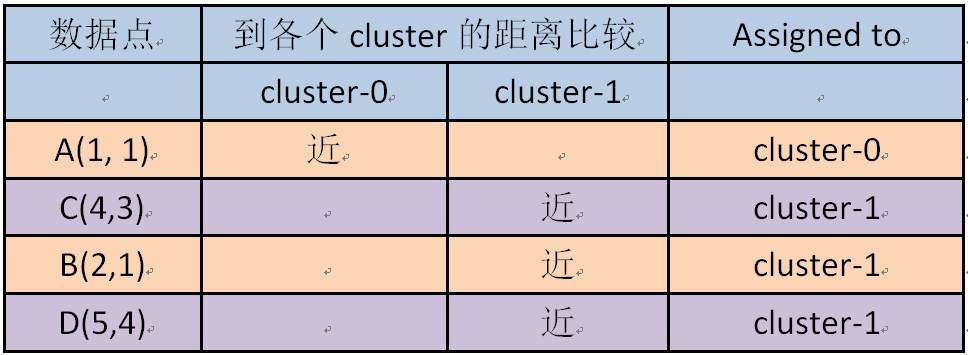 数据点 到各个 cluster 的距离比较 Assigned to
cluster-0 cluster-1
A(1, 1) 近 cluster-0
C(4,3) 近 cluster-1
B(2,1) 近 cluster-1
D(5,4) 近 cluster-1